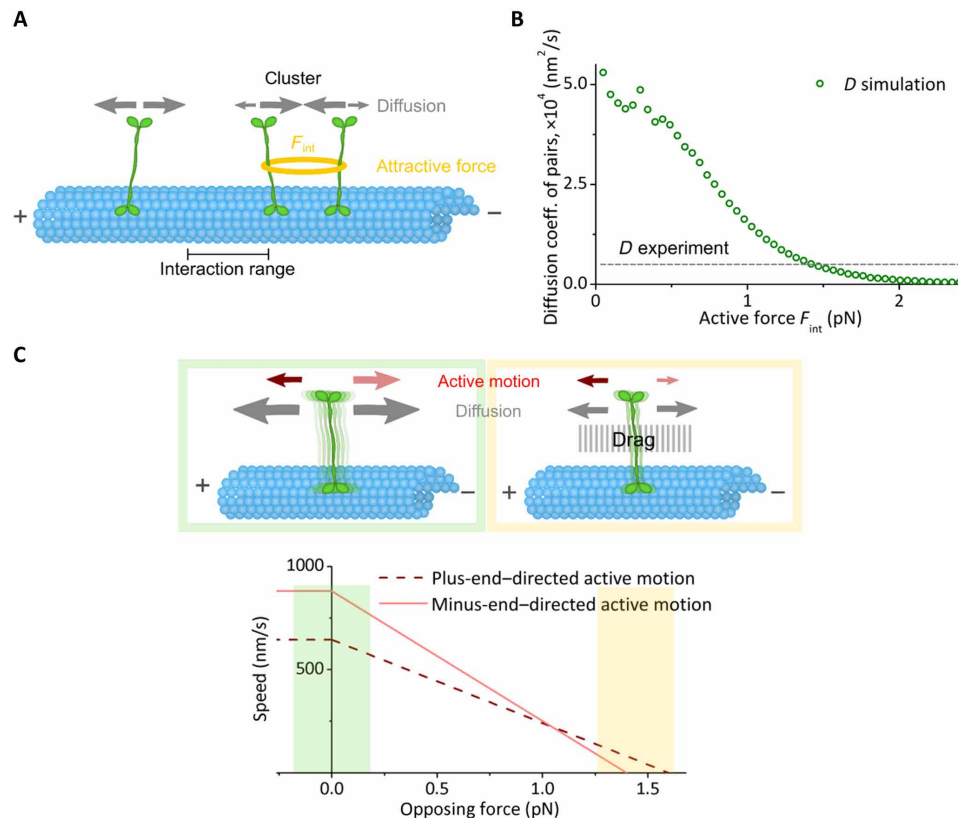 A
Cluster
Diffusion
F int
Attractive force
+
−
Interaction range
B
Diffusion coeff. of pairs, ×10⁴ (nm²/s)
5.0
2.5
0.0
D simulation
D experiment
0
1
2
Active force F int (pN)
C
Active motion
Diffusion
Drag
+
−
+
−
1000
500
Speed (nm/s)
Plus-end–directed active motion
Minus-end–directed active motion
0.0
0.5
1.0
1.5
Opposing force (pN)